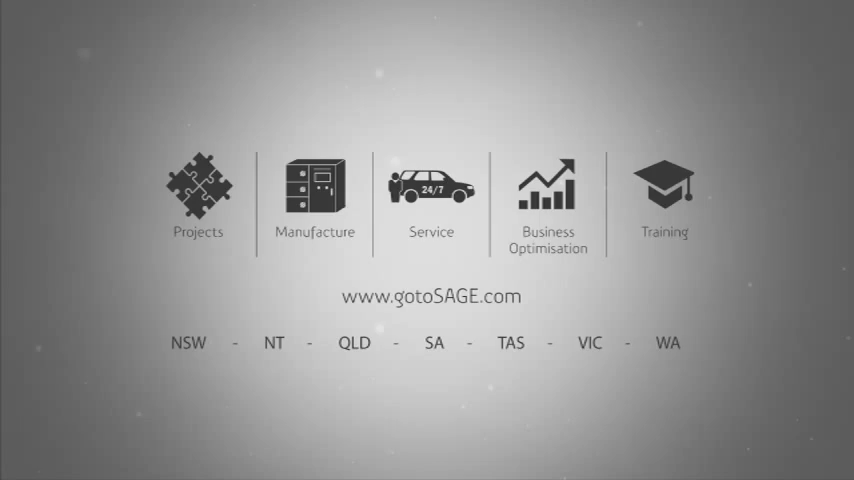 24/7
Projects
Manufacture
Service
Business
Optimisation
Training
www.gotoSAGE.com
NSW - NT - QLD - SA - TAS - VIC - WA